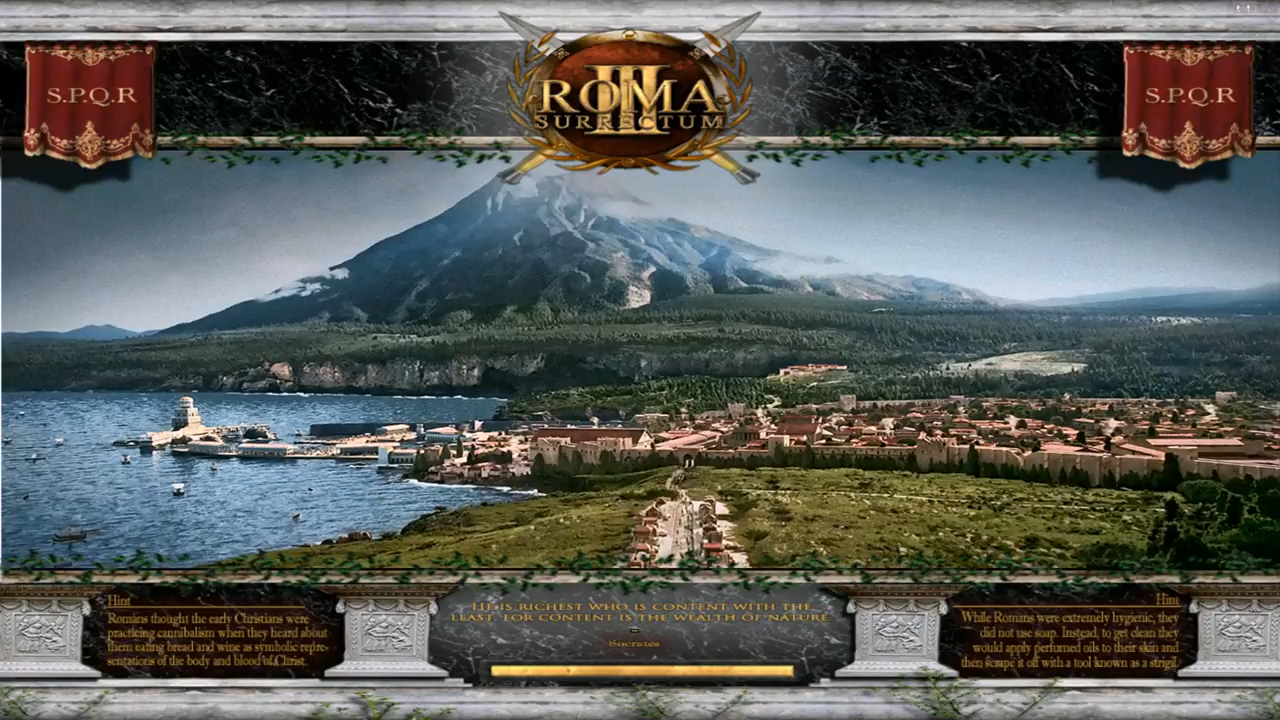 S.P.Q.R
III
ROMA
SURRECTUM
S.P.Q.R
Hint
Romans thought the early Christians were
practicing cannibalism when they heard about
them eating bread and wine as symbolic repre-
sentations of the body and blood of Christ.
HE IS RICHEST WHO IS CONTENT WITH THE
LEAST, FOR CONTENT IS THE WEALTH OF NATURE.
-
Socrates
Hint
While Romans were extremely hygienic, they
did not use soap. Instead, to get clean they
would apply perfumed oils to their skin and
then scrape it off with a tool known as a strigil.